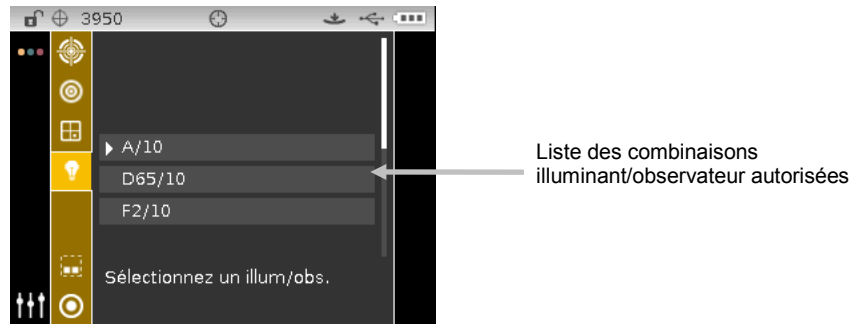 3950
A/10
D65/10
F2/10
Sélectionnez un illum/obs.
Liste des combinaisons
illuminant/observateur autorisées